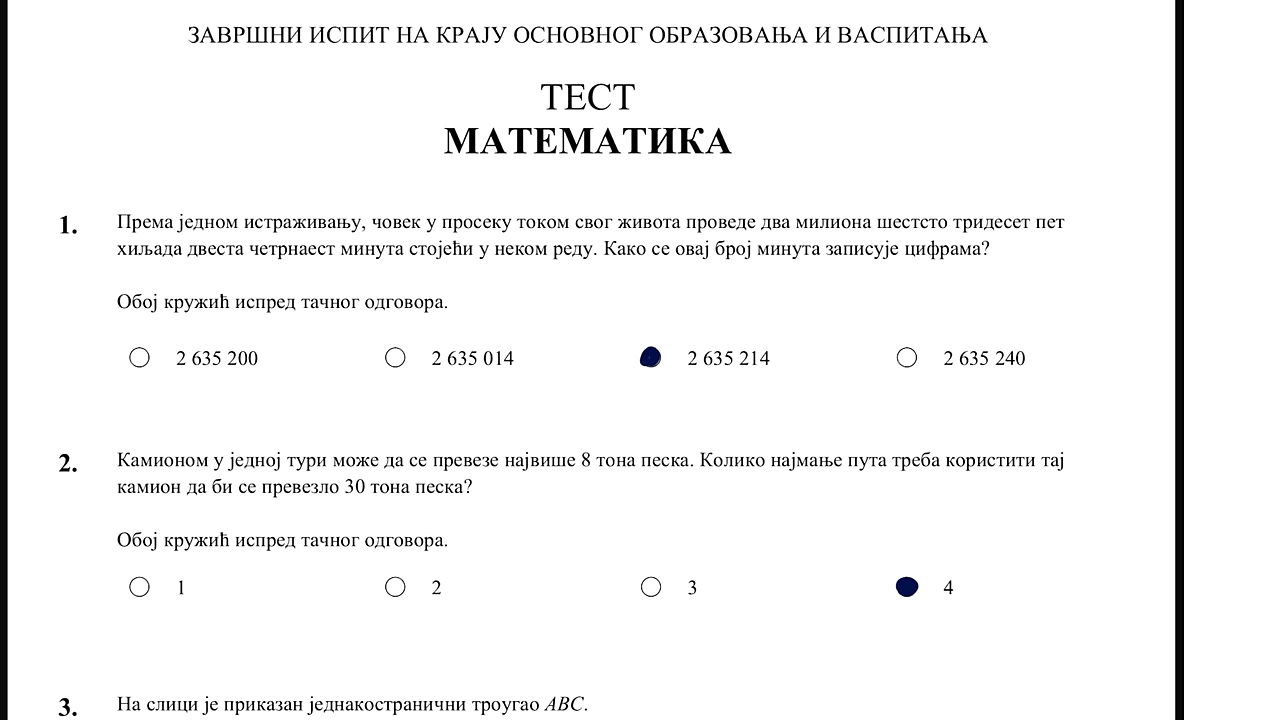 ЗАВРШНИ ИСПИТ НА КРАЈУ ОСНОВНОГ ОБРАЗОВАЊА И ВАСПИТАЊА
ТЕСТ
МАТЕМАТИКА
1. Према једном истраживању, човек у просеку током свог живота проведе два милиона шестсто тридесет пет
хиљада двеста четрнаест минута стојећи у неком реду. Како се овај број минута записује цифрама?
Обој кружић испред тачног одговора.
2 635 200 2 635 014 2 635 214 2 635 240
2. Камионом у једној тури може да се превезе највише 8 тона песка. Колико најмање пута треба користити тај
камион да би се превезло 30 тона песка?
Обој кружић испред тачног одговора.
1 2 3 4
3. На слици је приказан једнакостранични троугао ABC.